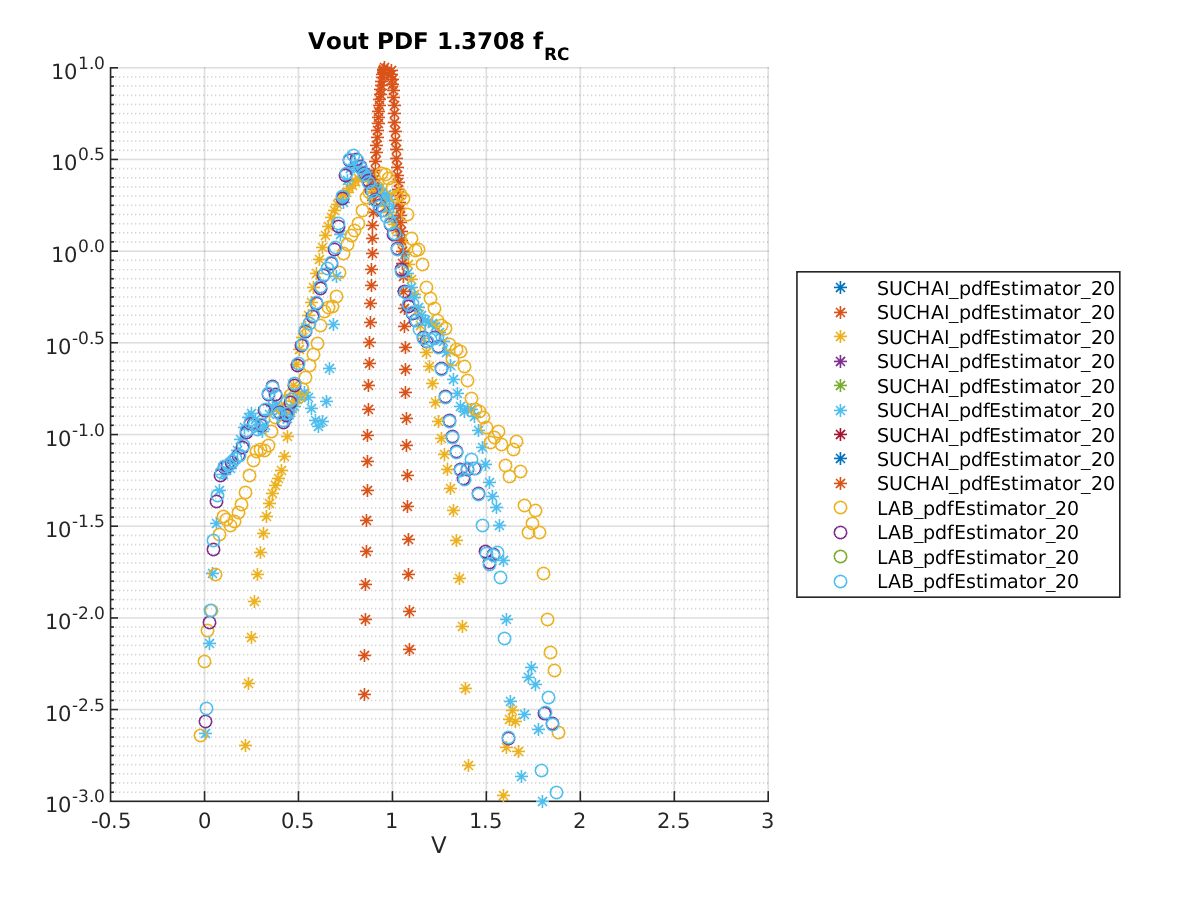 Vout PDF 1.3708 f_RC
10^1.0
10^0.5
10^0.0
10^-0.5
10^-1.0
10^-1.5
10^-2.0
10^-2.5
10^-3.0
-0.5 0 0.5 1 1.5 2 2.5 3
V
SUCHAI_pdfEstimator_20
SUCHAI_pdfEstimator_20
SUCHAI_pdfEstimator_20
SUCHAI_pdfEstimator_20
SUCHAI_pdfEstimator_20
SUCHAI_pdfEstimator_20
SUCHAI_pdfEstimator_20
SUCHAI_pdfEstimator_20
SUCHAI_pdfEstimator_20
LAB_pdfEstimator_20
LAB_pdfEstimator_20
LAB_pdfEstimator_20
LAB_pdfEstimator_20